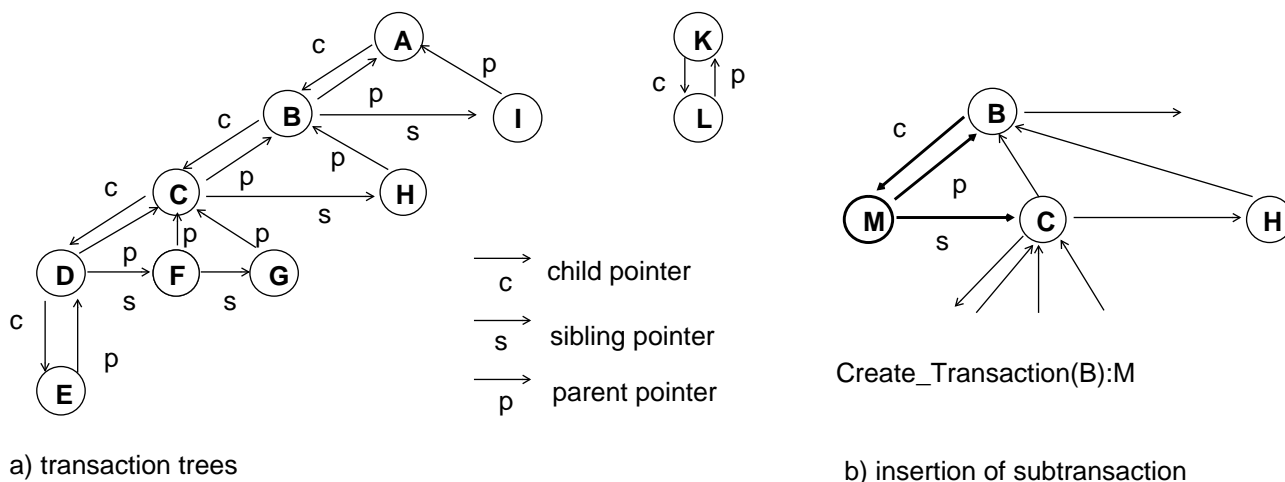 A
c
p
B
p
s
I
c
p
C
p
s
H
c
p
p
D
p
s
F
s
G
c
p
E
K
c
p
L
c child pointer
s sibling pointer
p parent pointer
a) transaction trees
B
c
p
M
s
C
H
Create_Transaction(B):M
b) insertion of subtransaction